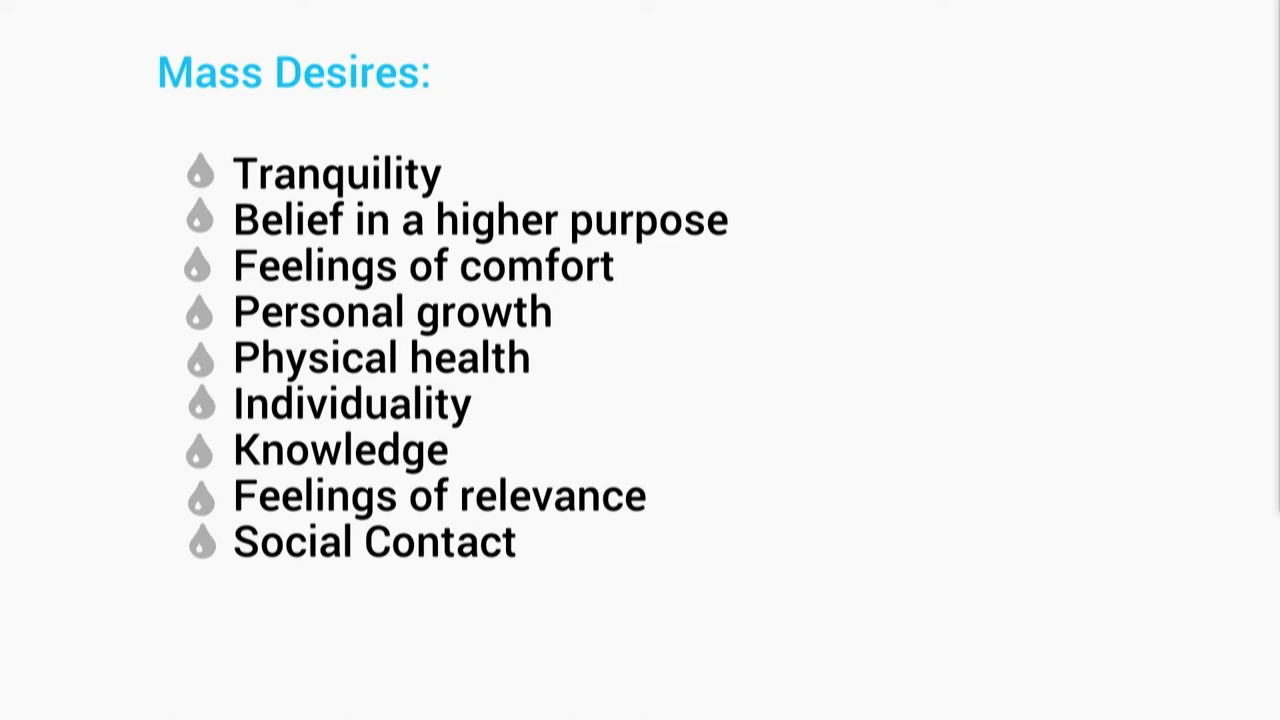 Mass Desires:
Tranquility
Belief in a higher purpose
Feelings of comfort
Personal growth
Physical health
Individuality
Knowledge
Feelings of relevance
Social Contact